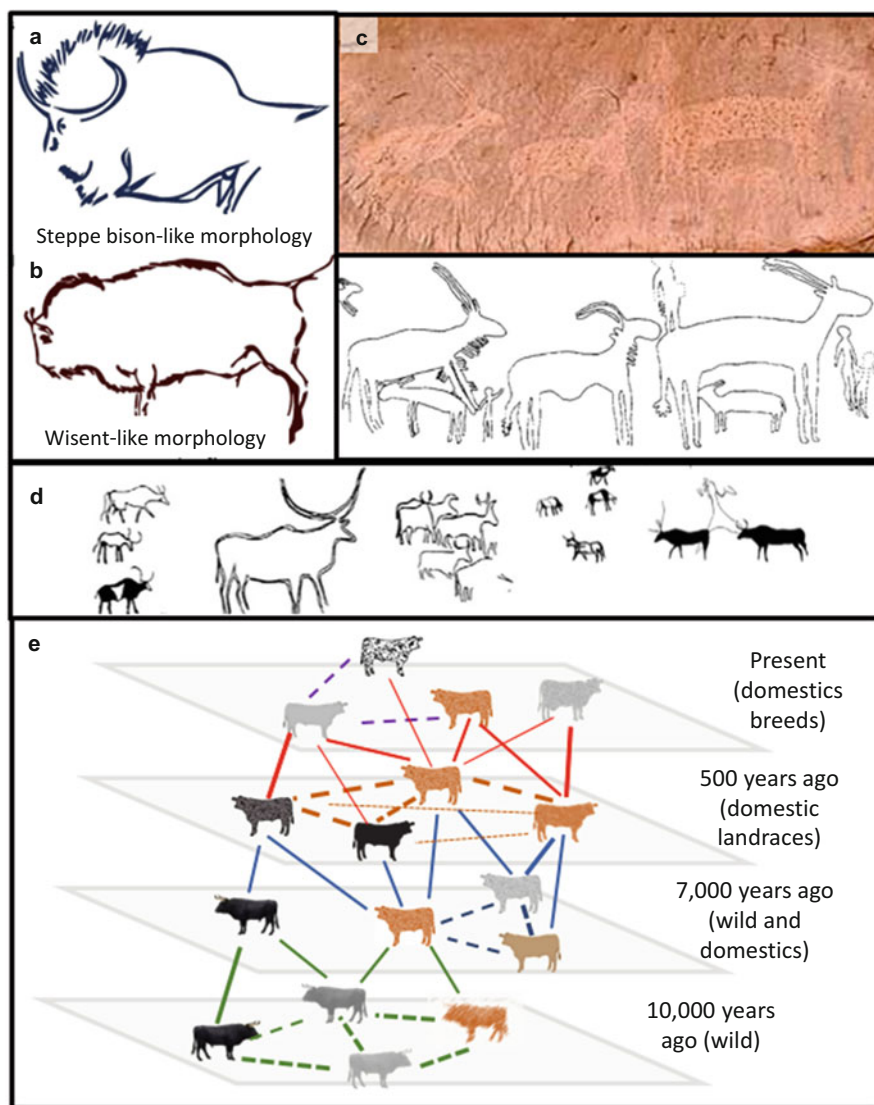 a
Steppe bison-like morphology
b
Wisent-like morphology
c
d
e
Present
(domestics
breeds)
500 years ago
(domestic
landraces)
7,000 years ago
(wild and
domestics)
10,000 years
ago (wild)